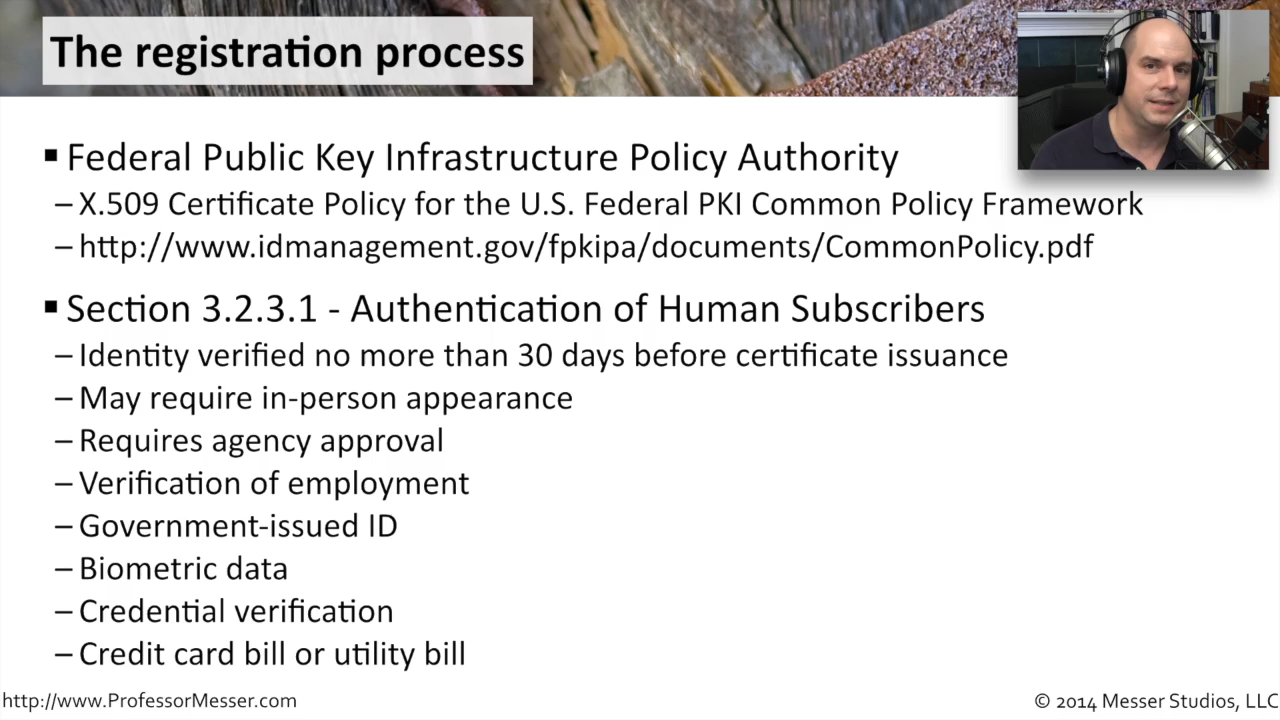 The registration process
▪ Federal Public Key Infrastructure Policy Authority
– X.509 Certificate Policy for the U.S. Federal PKI Common Policy Framework
– http://www.idmanagement.gov/fpkipa/documents/CommonPolicy.pdf
▪ Section 3.2.3.1 - Authentication of Human Subscribers
– Identity verified no more than 30 days before certificate issuance
– May require in-person appearance
– Requires agency approval
– Verification of employment
– Government-issued ID
– Biometric data
– Credential verification
– Credit card bill or utility bill
http://www.ProfessorMesser.com
© 2014 Messer Studios, LLC